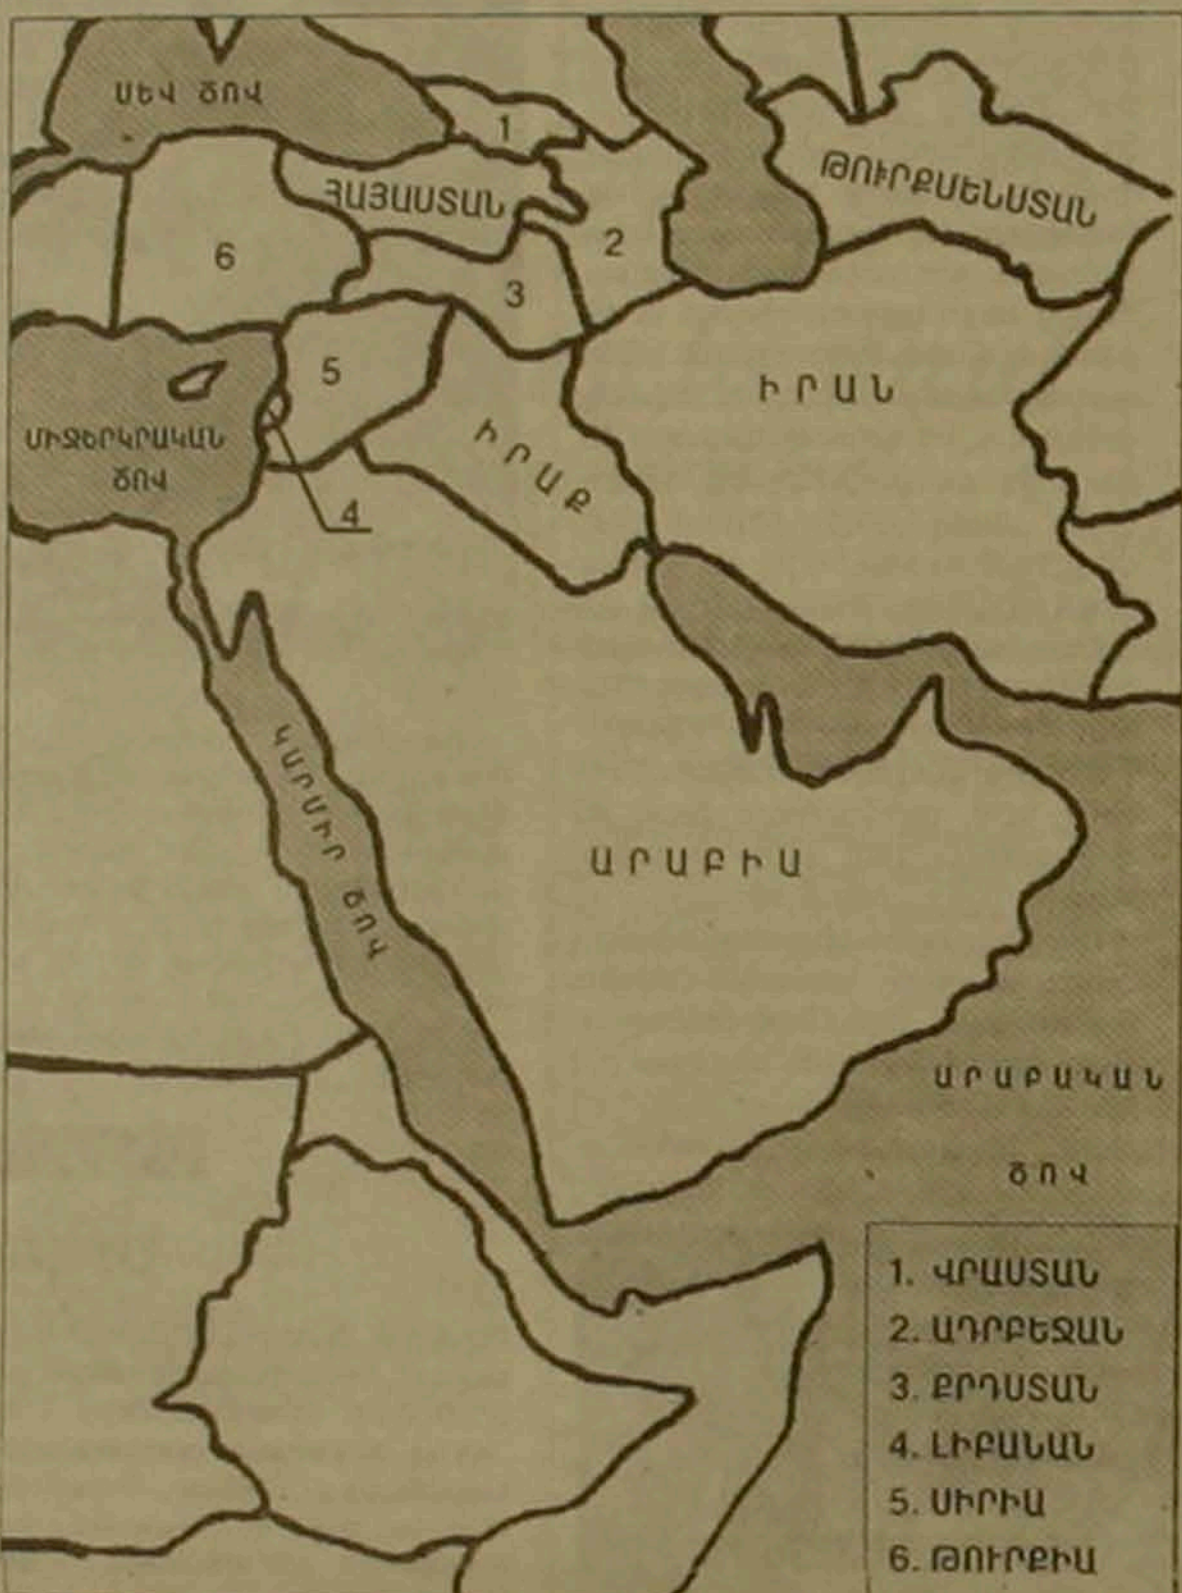 ՍԵՎ ԾՈՎ
1
ՀԱՅԱՍՏԱՆ
ԹՈՒՐՔՄԵՆՍՏԱՆ
6
2
3
5
ԻՐԱՆ
ՄԻՋԵՐԿՐԱԿԱՆ
ԾՈՎ
ԻՐԱՔ
4
ԿԱՐՄԻՐ ԾՈՎ
ԱՐԱԲԻԱ
ԱՐԱԲԱԿԱՆ
ԾՈՎ
1. ՎՐԱՍՏԱՆ
2. ԱԴՐԲԵՋԱՆ
3. ՔՐԴՍՏԱՆ
4. ԼԻԲԱՆԱՆ
5. ՍԻՐԻԱ
6. ԹՈՒՐՔԻԱ